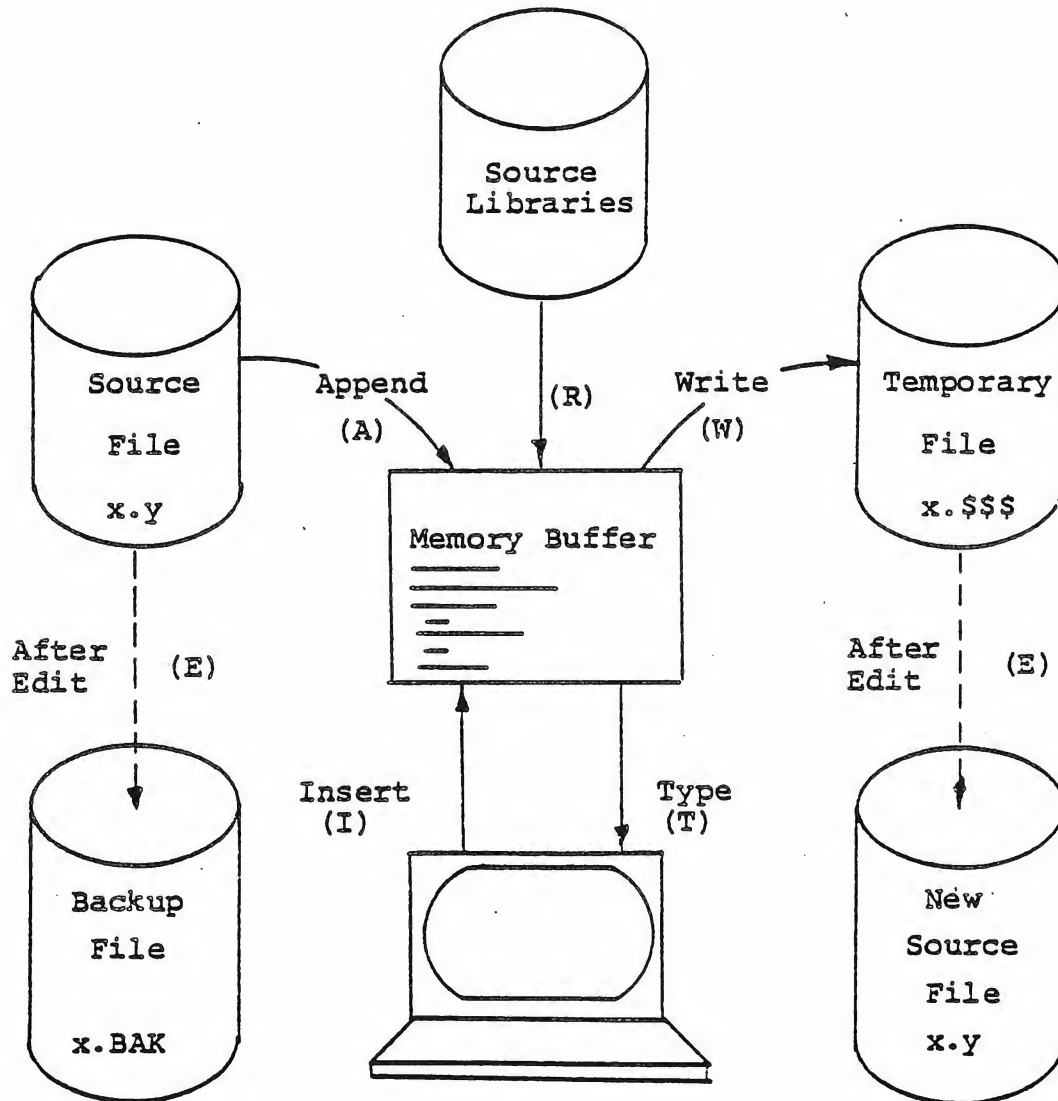 Source
Libraries
Source
File
x.y
Append
(A)
(R)
Write
(W)
Temporary
File
x.$$$
Memory Buffer
After
Edit
(E)
After
Edit
(E)
Insert
(I)
Type
(T)
Backup
File
x.BAK
New
Source
File
x.y